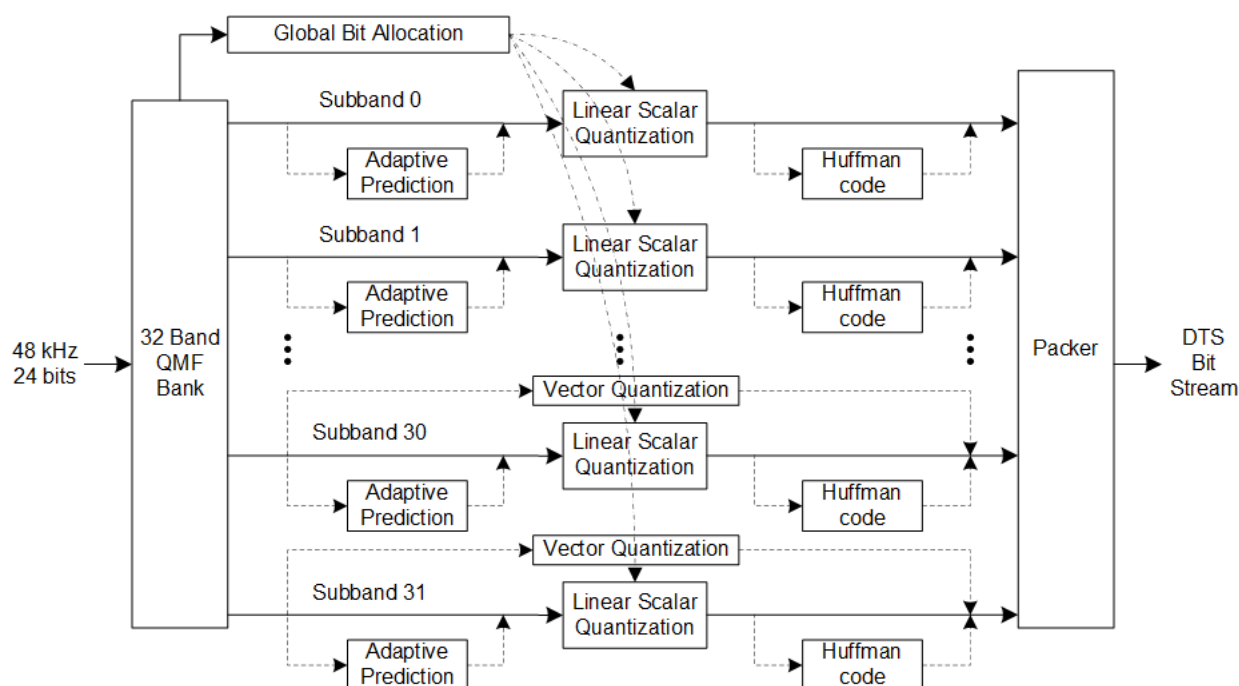 Global Bit Allocation
Subband 0
Linear Scalar
Quantization
Adaptive
Prediction
Huffman
code
Subband 1
Linear Scalar
Quantization
Adaptive
Prediction
Huffman
code
48 kHz
24 bits
32 Band
QMF
Bank
Packer
DTS
Bit
Stream
Vector Quantization
Subband 30
Linear Scalar
Quantization
Adaptive
Prediction
Huffman
code
Vector Quantization
Subband 31
Linear Scalar
Quantization
Adaptive
Prediction
Huffman
code